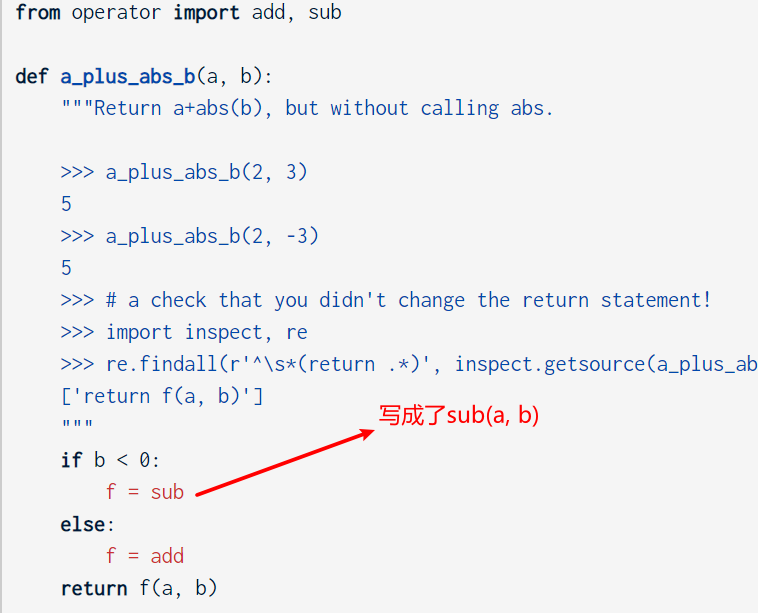 from operator import add, sub
def a_plus_abs_b(a, b):
"""Return a+abs(b), but without calling abs.
>>> a_plus_abs_b(2, 3)
5
>>> a_plus_abs_b(2, -3)
5
>>> # a check that you didn't change the return statement!
>>> import inspect, re
>>> re.findall(r'^\s*(return .*)', inspect.getsource(a_plus_ab
['return f(a, b)']
"""
写成了sub(a, b)
if b < 0:
f = sub
else:
f = add
return f(a, b)